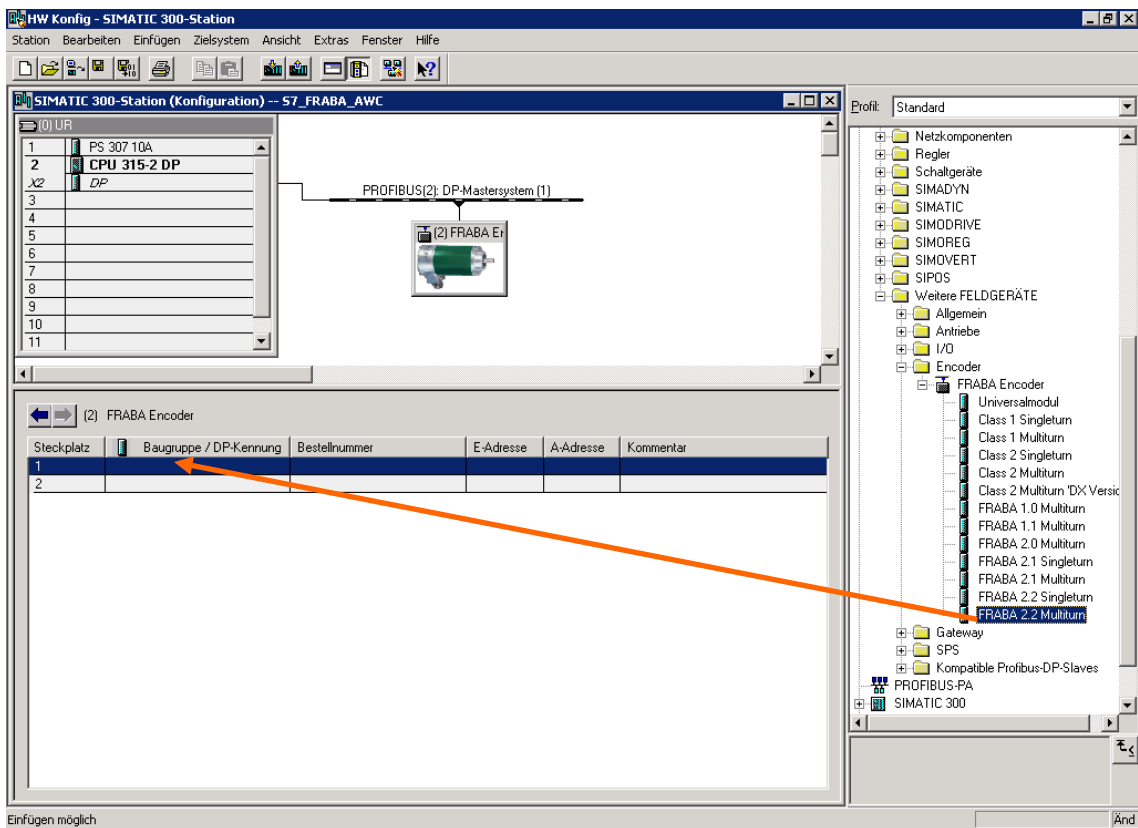 HW Konfig - SIMATIC 300-Station
Station Bearbeiten Einfügen Zielsystem Ansicht Extras Fenster Hilfe
SIMATIC 300-Station (Konfiguration) -- S7_FRABA_AWC
(0) UR
1 PS 307 10A
2 CPU 315-2 DP
X2 DP
3
4
5
6
7
8
9
10
11
PROFIBUS(2): DP-Mastersystem (1)
(2) FRABA Er
(2) FRABA Encoder
Steckplatz Baugruppe / DP-Kennung Bestellnummer E-Adresse A-Adresse Kommentar
1
2
Profil: Standard
Netzkomponenten
Regler
Schaltgeräte
SIMADYN
SIMATIC
SIMODRIVE
SIMOREG
SIMOVERT
SIPOS
Weitere FELDGERÄTE
Allgemein
Antriebe
I/O
Encoder
FRABA Encoder
Universalmodul
Class 1 Singleturn
Class 1 Multiturn
Class 2 Singleturn
Class 2 Multiturn
Class 2 Multiturn 'DX Versic
FRABA 1.0 Multiturn
FRABA 1.1 Multiturn
FRABA 2.0 Multiturn
FRABA 2.1 Singleturn
FRABA 2.1 Multiturn
FRABA 2.2 Singleturn
FRABA 2.2 Multiturn
Gateway
SPS
Kompatible Profibus-DP-Slaves
PROFIBUS-PA
SIMATIC 300
Einfügen möglich
Änd